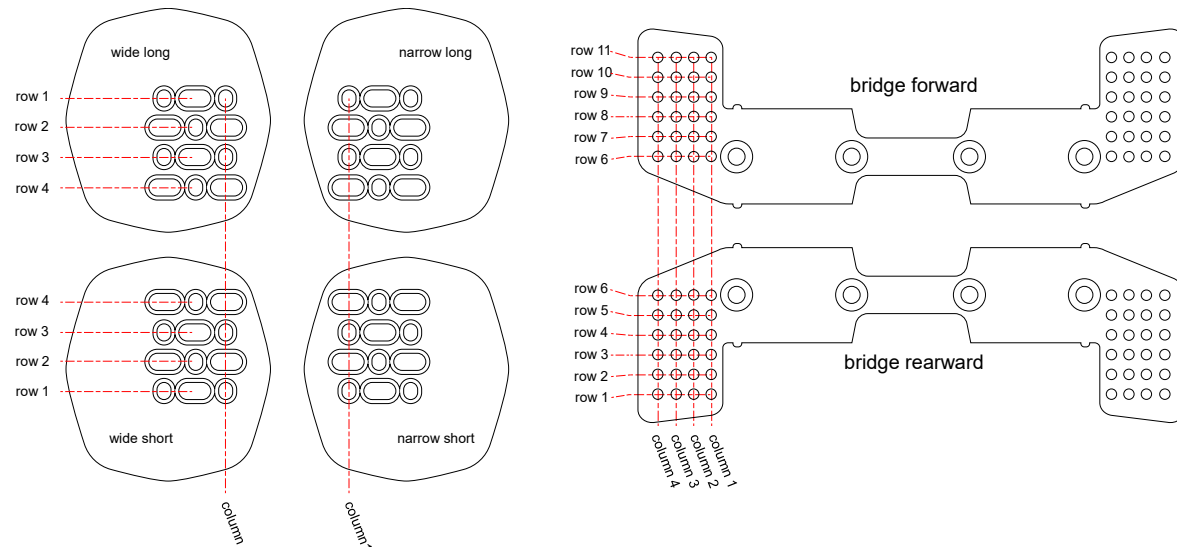 wide long
row 1
row 2
row 3
row 4
narrow long
row 4
row 3
row 2
row 1
wide short
narrow short
column
row 11
row 10
row 9
row 8
row 7
row 6
bridge forward
row 6
row 5
row 4
row 3
row 2
row 1
bridge rearward
column 4
column 3
column 2
column 1